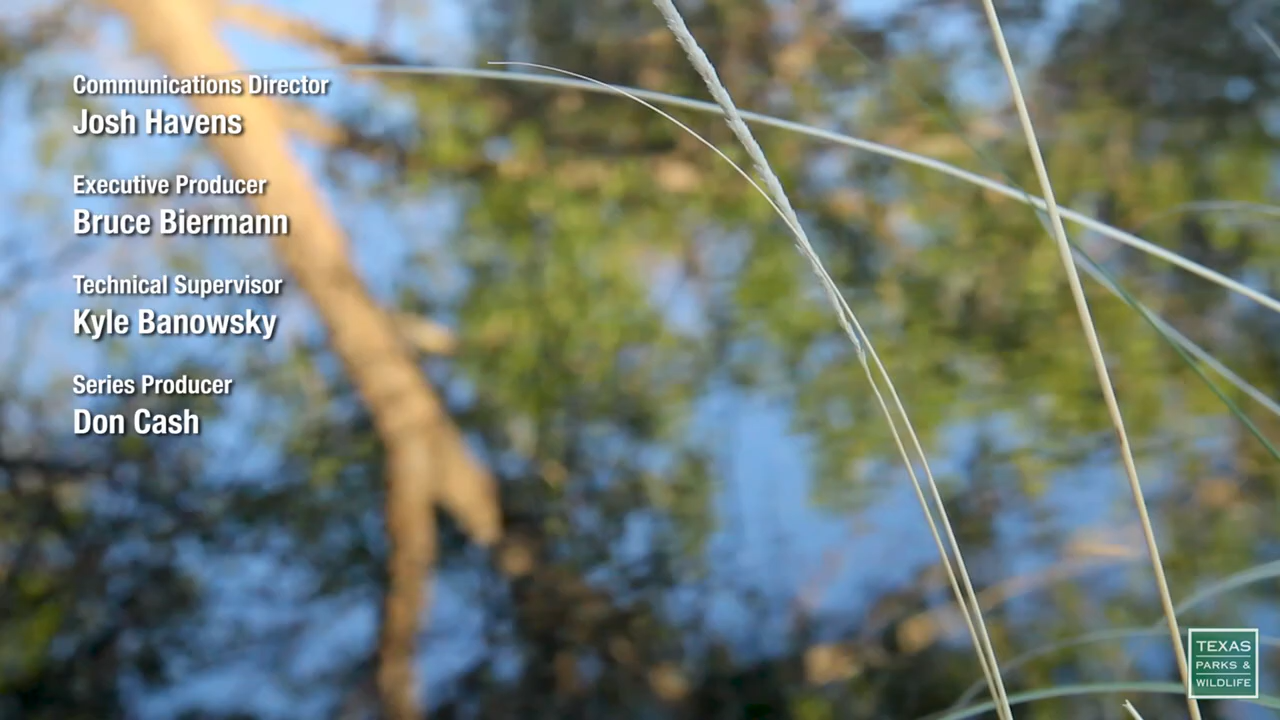 Communications Director
Josh Havens
Executive Producer
Bruce Biermann
Technical Supervisor
Kyle Banowsky
Series Producer
Don Cash
TEXAS
PARKS &
WILDLIFE